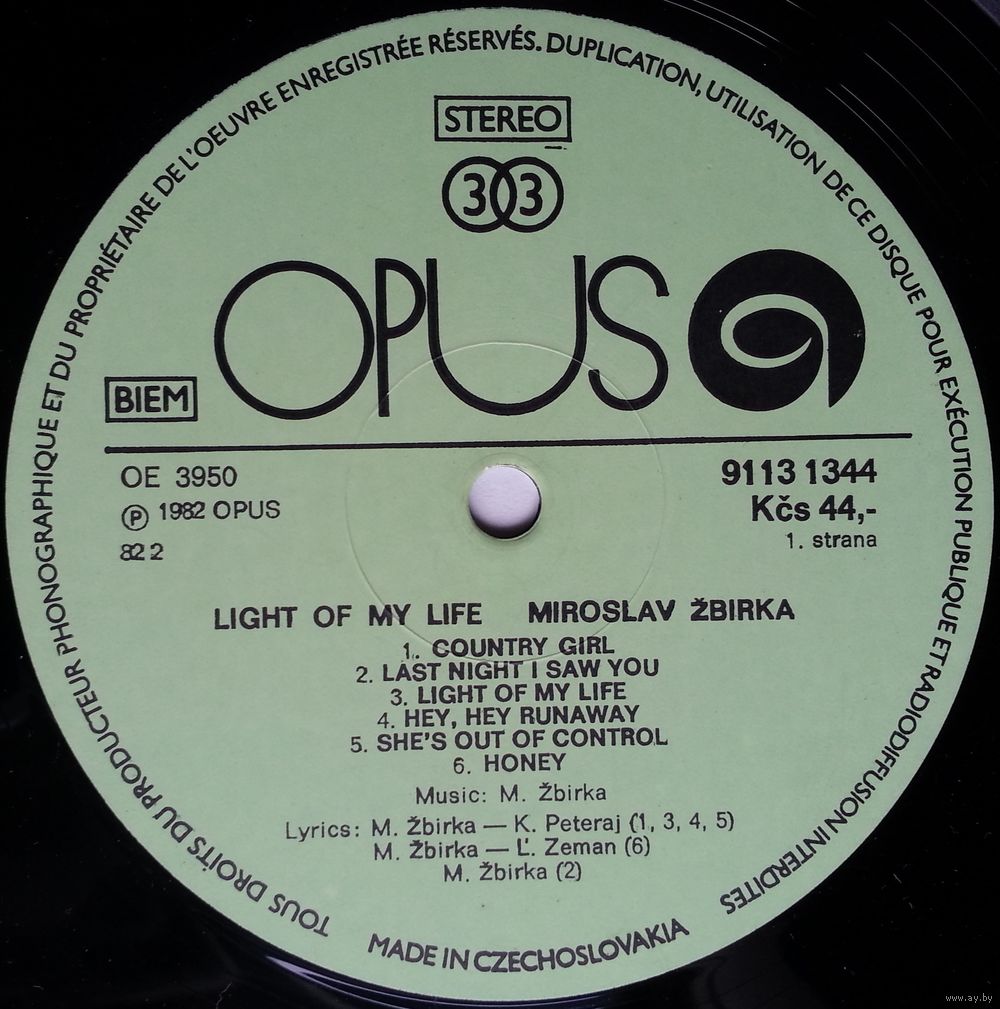 TOUS DROITS DU PRODUCTEUR PHONOGRAPHIQUE ET DU PROPRIÉTAIRE DE L'OEUVRE ENREGISTRÉE RÉSERVÉS. DUPLICATION, UTILISATION DE CE DISQUE POUR EXÉCUTION PUBLIQUE ET RADIODIFFUSION INTERDITES
STEREO
33
OPUS
BIEM
OE 3950
℗ 1982 OPUS
82 2
9113 1344
Kčs 44,-
1. strana
LIGHT OF MY LIFE MIROSLAV ŽBIRKA
1. COUNTRY GIRL
2. LAST NIGHT I SAW YOU
3. LIGHT OF MY LIFE
4. HEY, HEY RUNAWAY
5. SHE'S OUT OF CONTROL
6. HONEY
Music: M. Žbirka
Lyrics: M. Žbirka — K. Peteraj (1, 3, 4, 5)
M. Žbirka — Ľ. Zeman (6)
M. Žbirka (2)
MADE IN CZECHOSLOVAKIA
www.ay.by